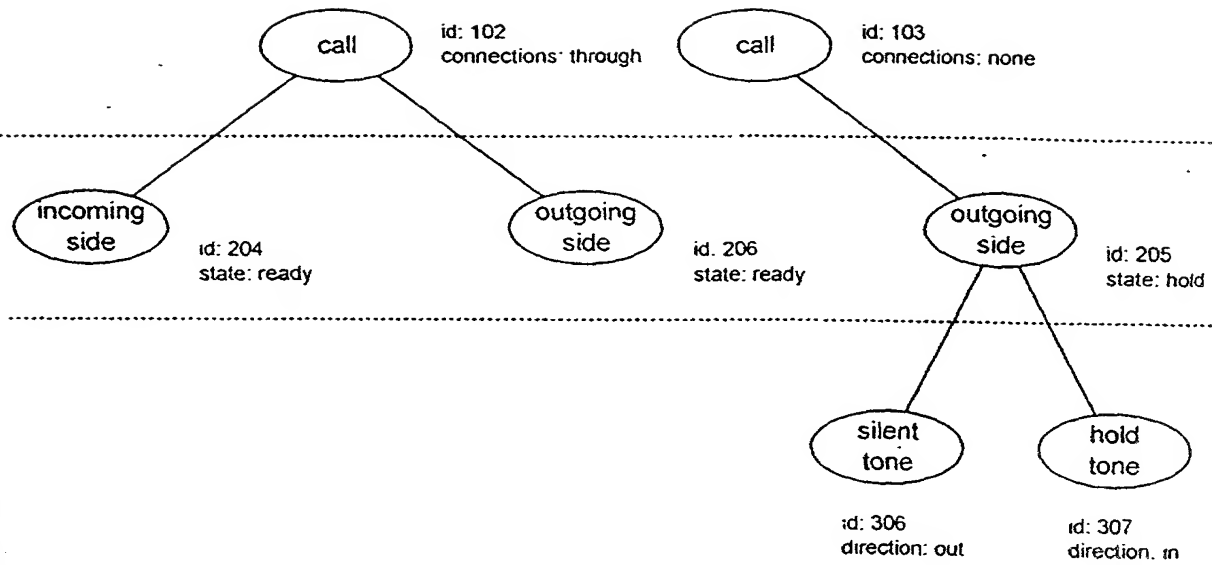 call
id: 102
connections: through
call
id: 103
connections: none
incoming
side
id: 204
state: ready
outgoing
side
id. 206
state: ready
outgoing
side
id: 205
state: hold
silent
tone
id: 306
direction: out
hold
tone
id: 307
direction. in